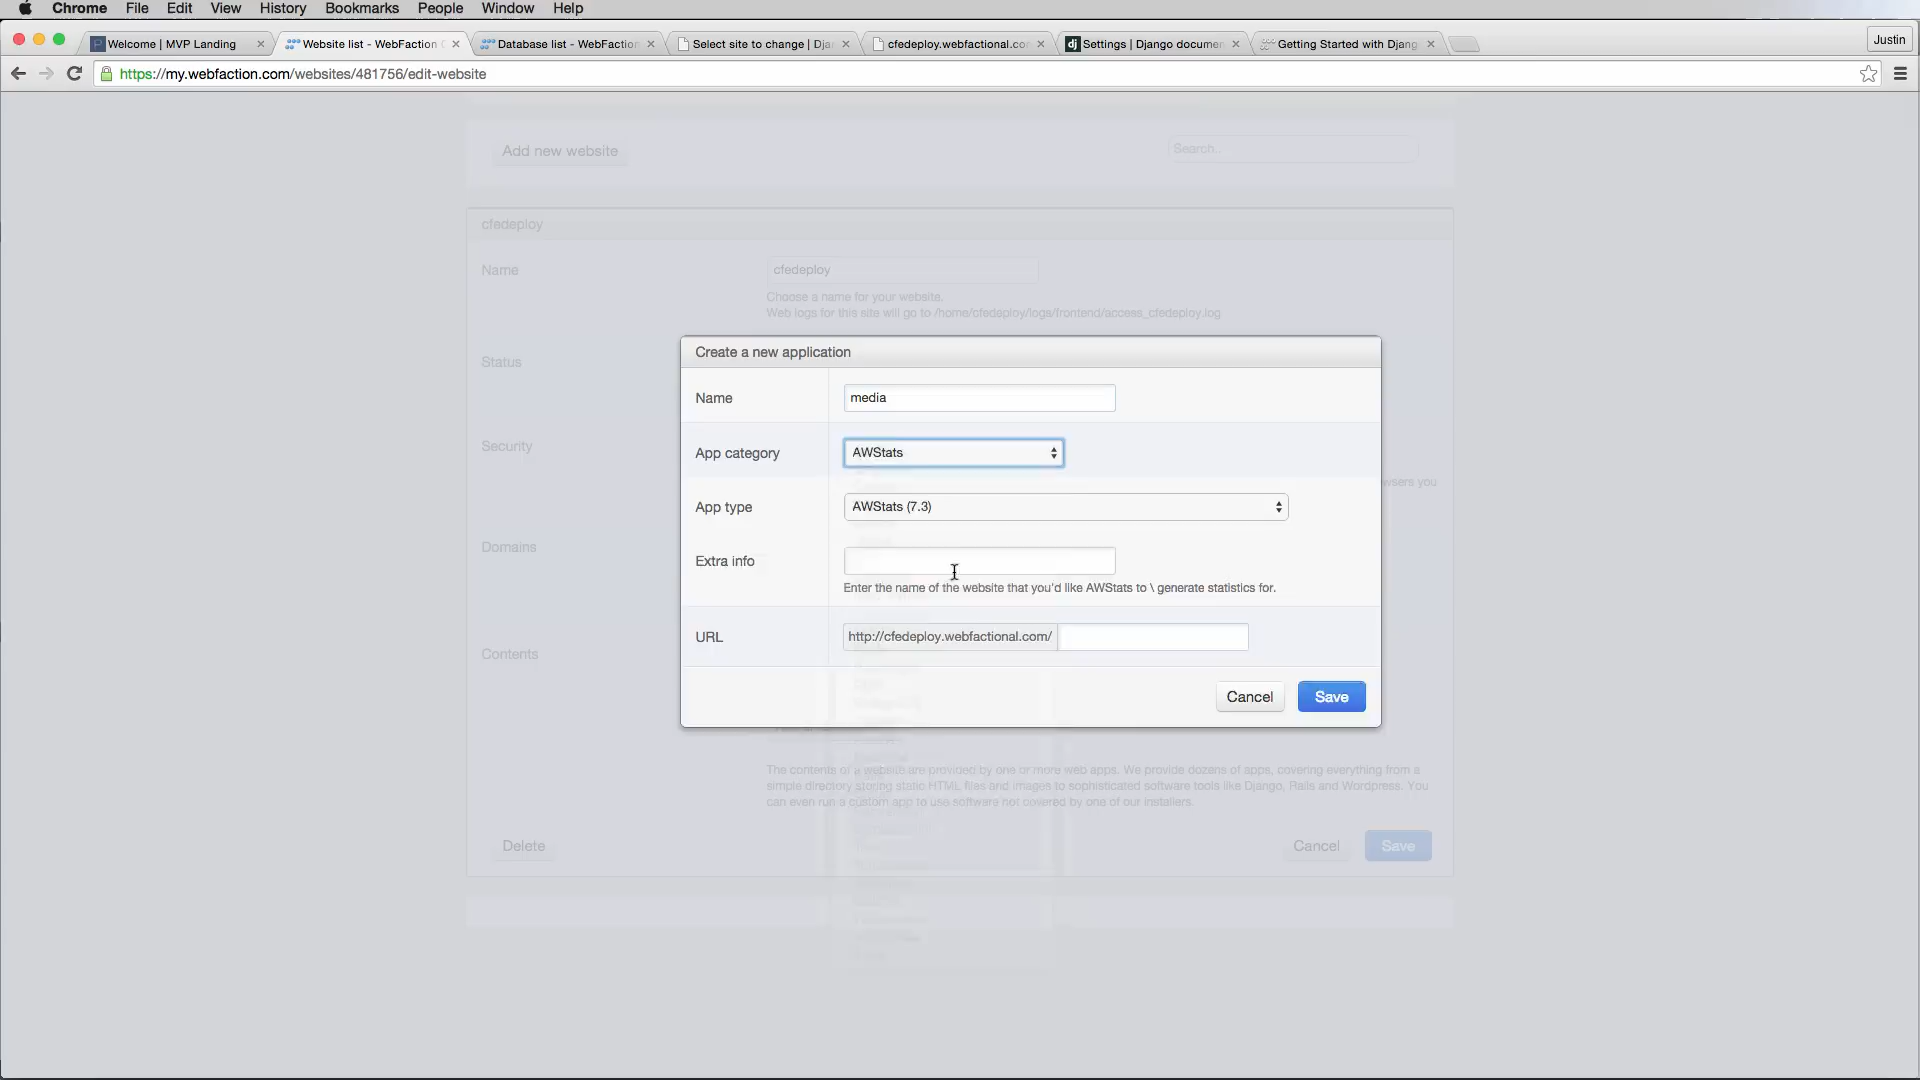 Chrome File Edit View History Bookmarks People Window Help
Welcome | MVP Landing
Website list - WebFaction
Database list - WebFaction
Select site to change | Dja
cfedeploy.webfactional.co
Settings | Django documen
Getting Started with Djang
Justin
https://my.webfaction.com/websites/481756/edit-website
Add new website
Search...
cfedeploy
Name
cfedeploy
Choose a name for your website.
Web logs for this site will go to /home/cfedeploy/logs/frontend/access_cfedeploy.log
Status
Security
wsers you
Domains
Contents
Create a new application
Name
media
App category
AWStats
App type
AWStats (7.3)
Extra info
Enter the name of the website that you'd like AWStats to \ generate statistics for.
URL
http://cfedeploy.webfactional.com/
Cancel
Save
The contents of a website are provided by one or more web apps. We provide dozens of apps, covering everything from a
simple directory storing static HTML files and images to sophisticated software tools like Django, Rails and Wordpress. You
can even run a custom app to use software not covered by one of our installers.
Delete
Cancel
Save